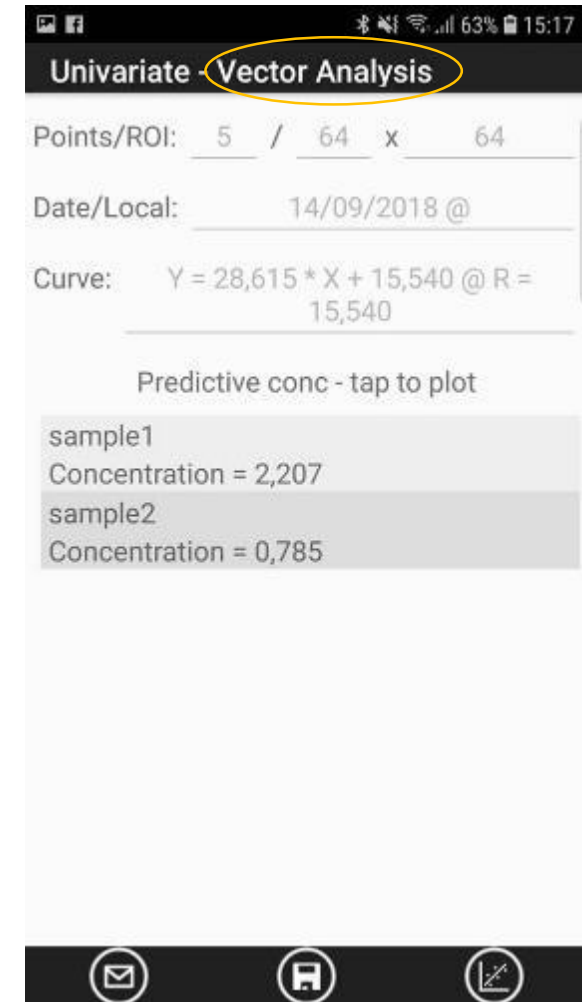 63% 15:17
Univariate - Vector Analysis
Points/ROI: 5 / 64 x 64
Date/Local: 14/09/2018 @
Curve: Y = 28,615 * X + 15,540 @ R =
15,540
Predictive conc - tap to plot
sample1
Concentration = 2,207
sample2
Concentration = 0,785